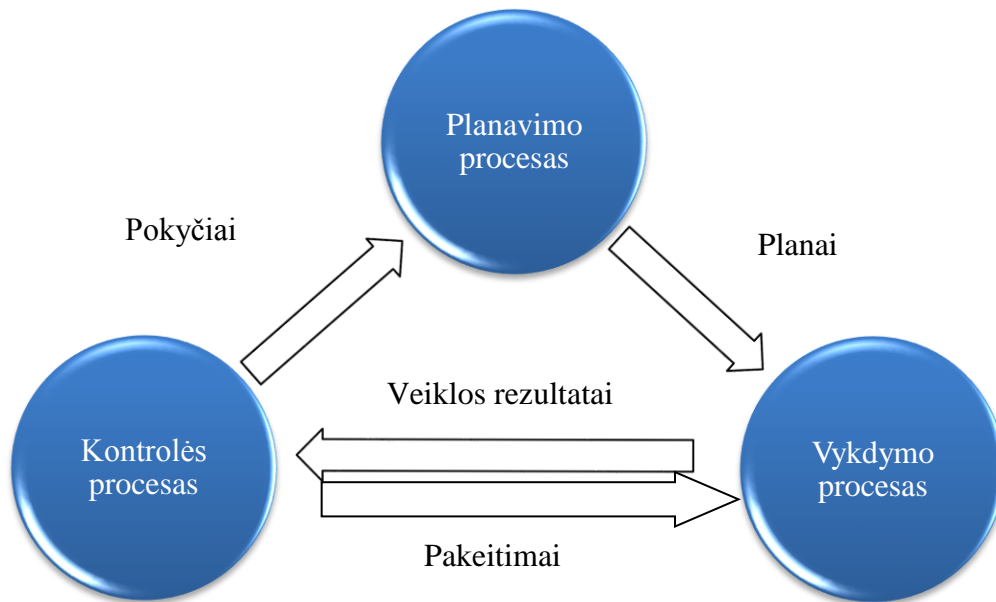 Planavimo
procesas
Pokyčiai
Planai
Veiklos rezultatai
Kontrolės
procesas
Vykdymo
procesas
Pakeitimai